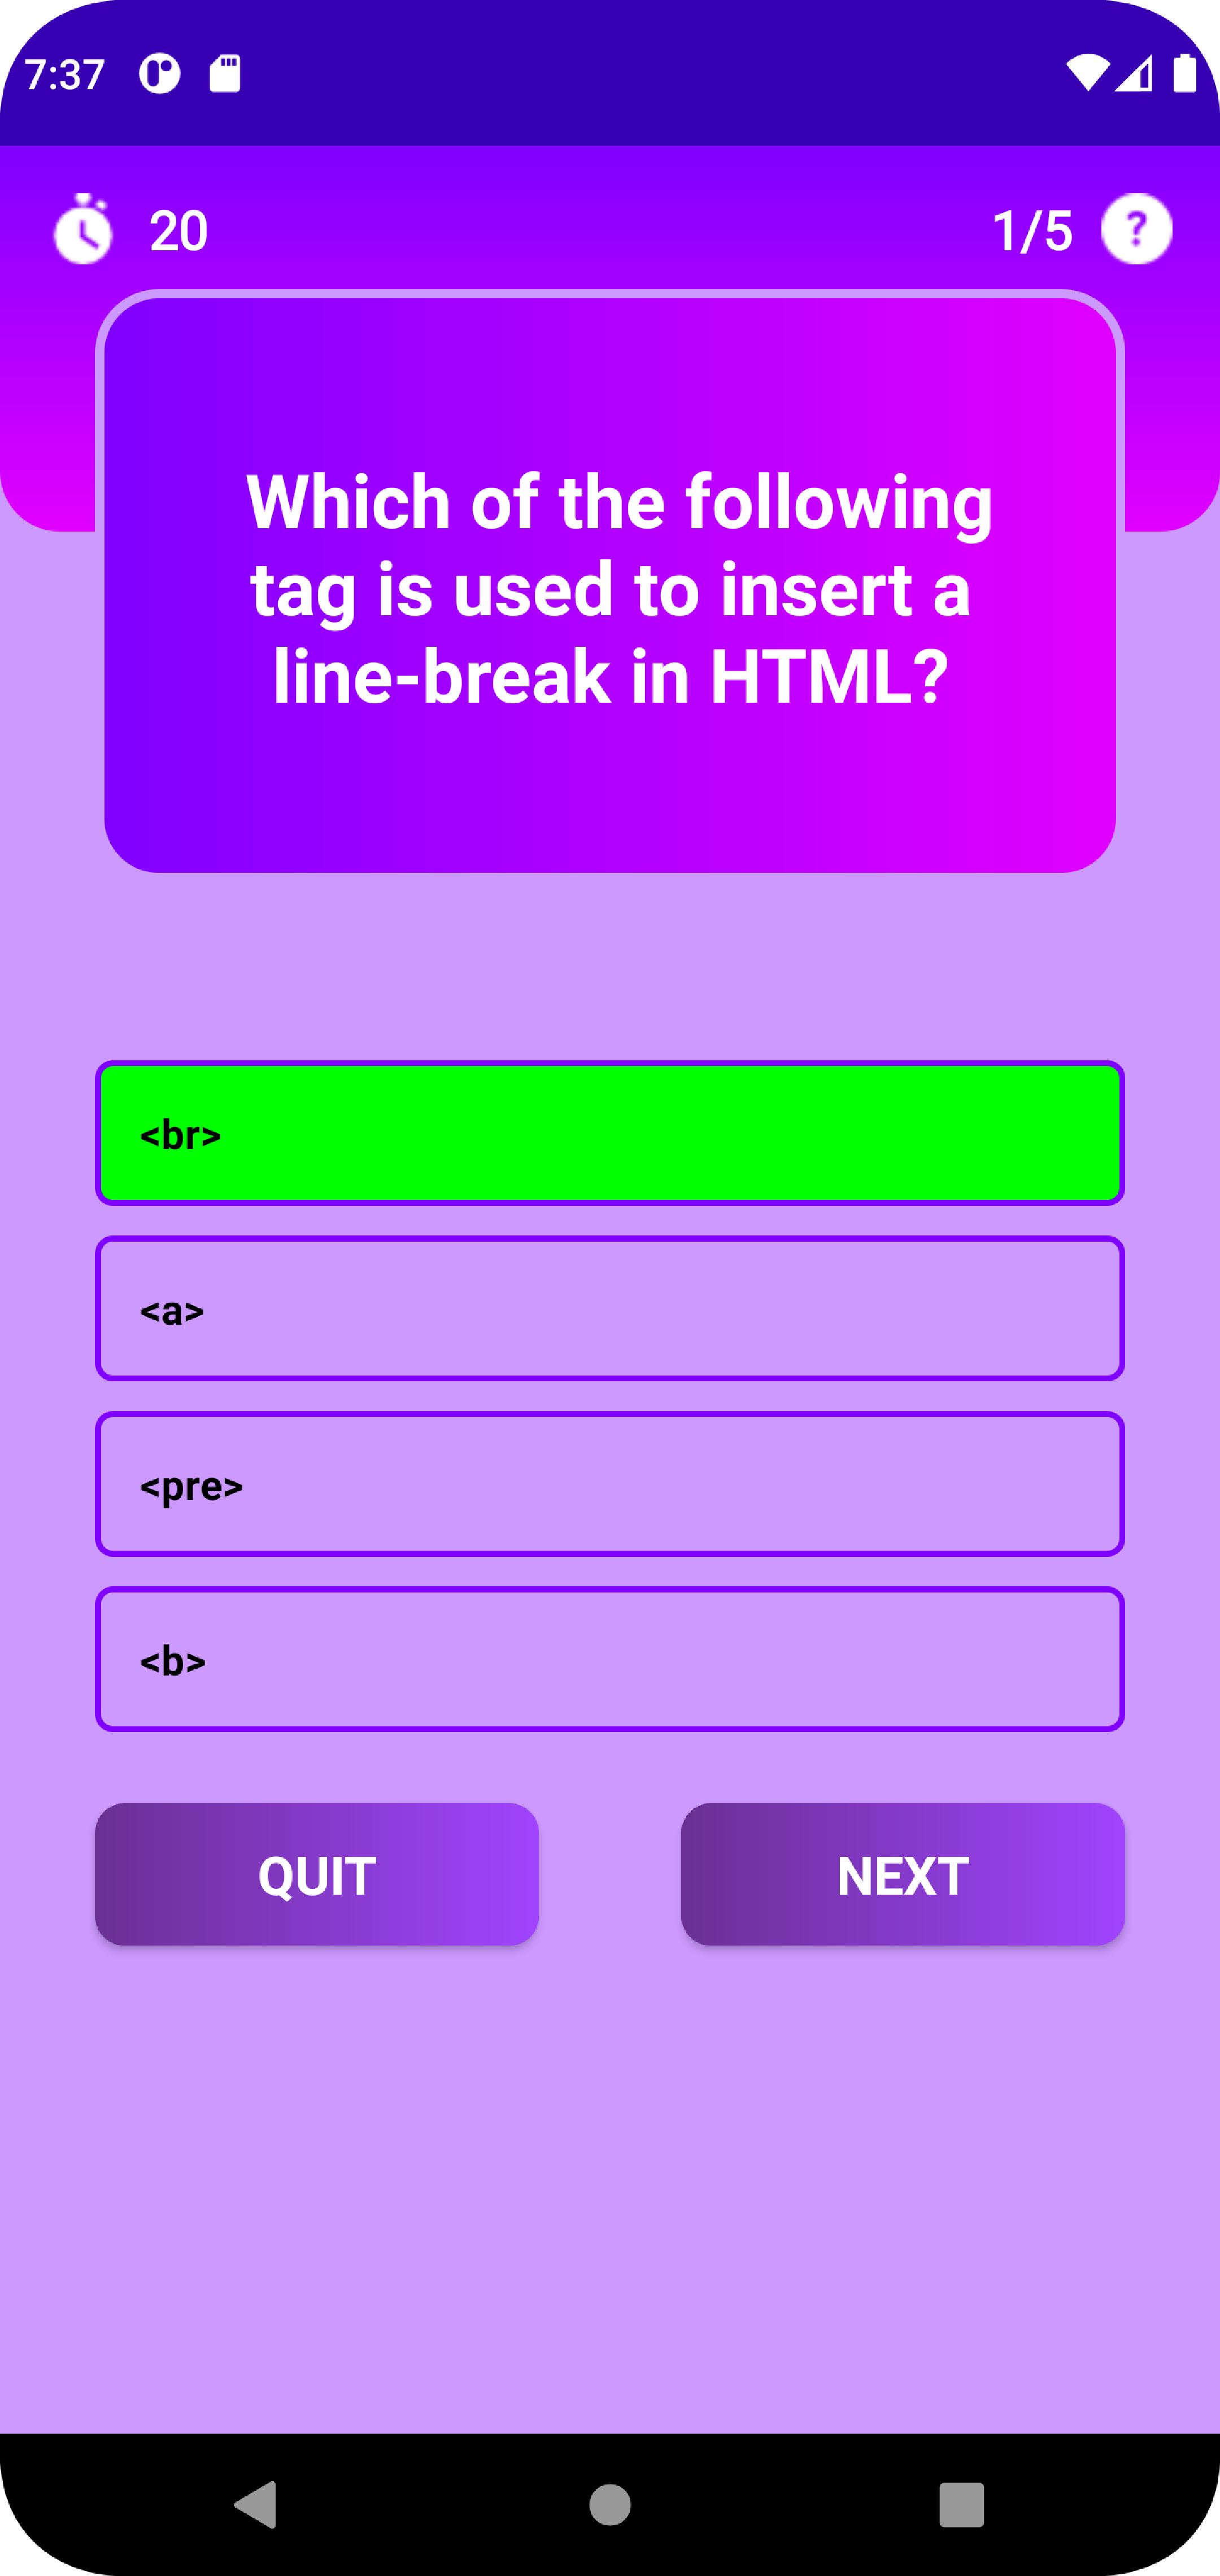 7:37
20
1/5 ?
Which of the following
tag is used to insert a
line-break in HTML?
<br>
<a>
<pre>
<b>
QUIT
NEXT